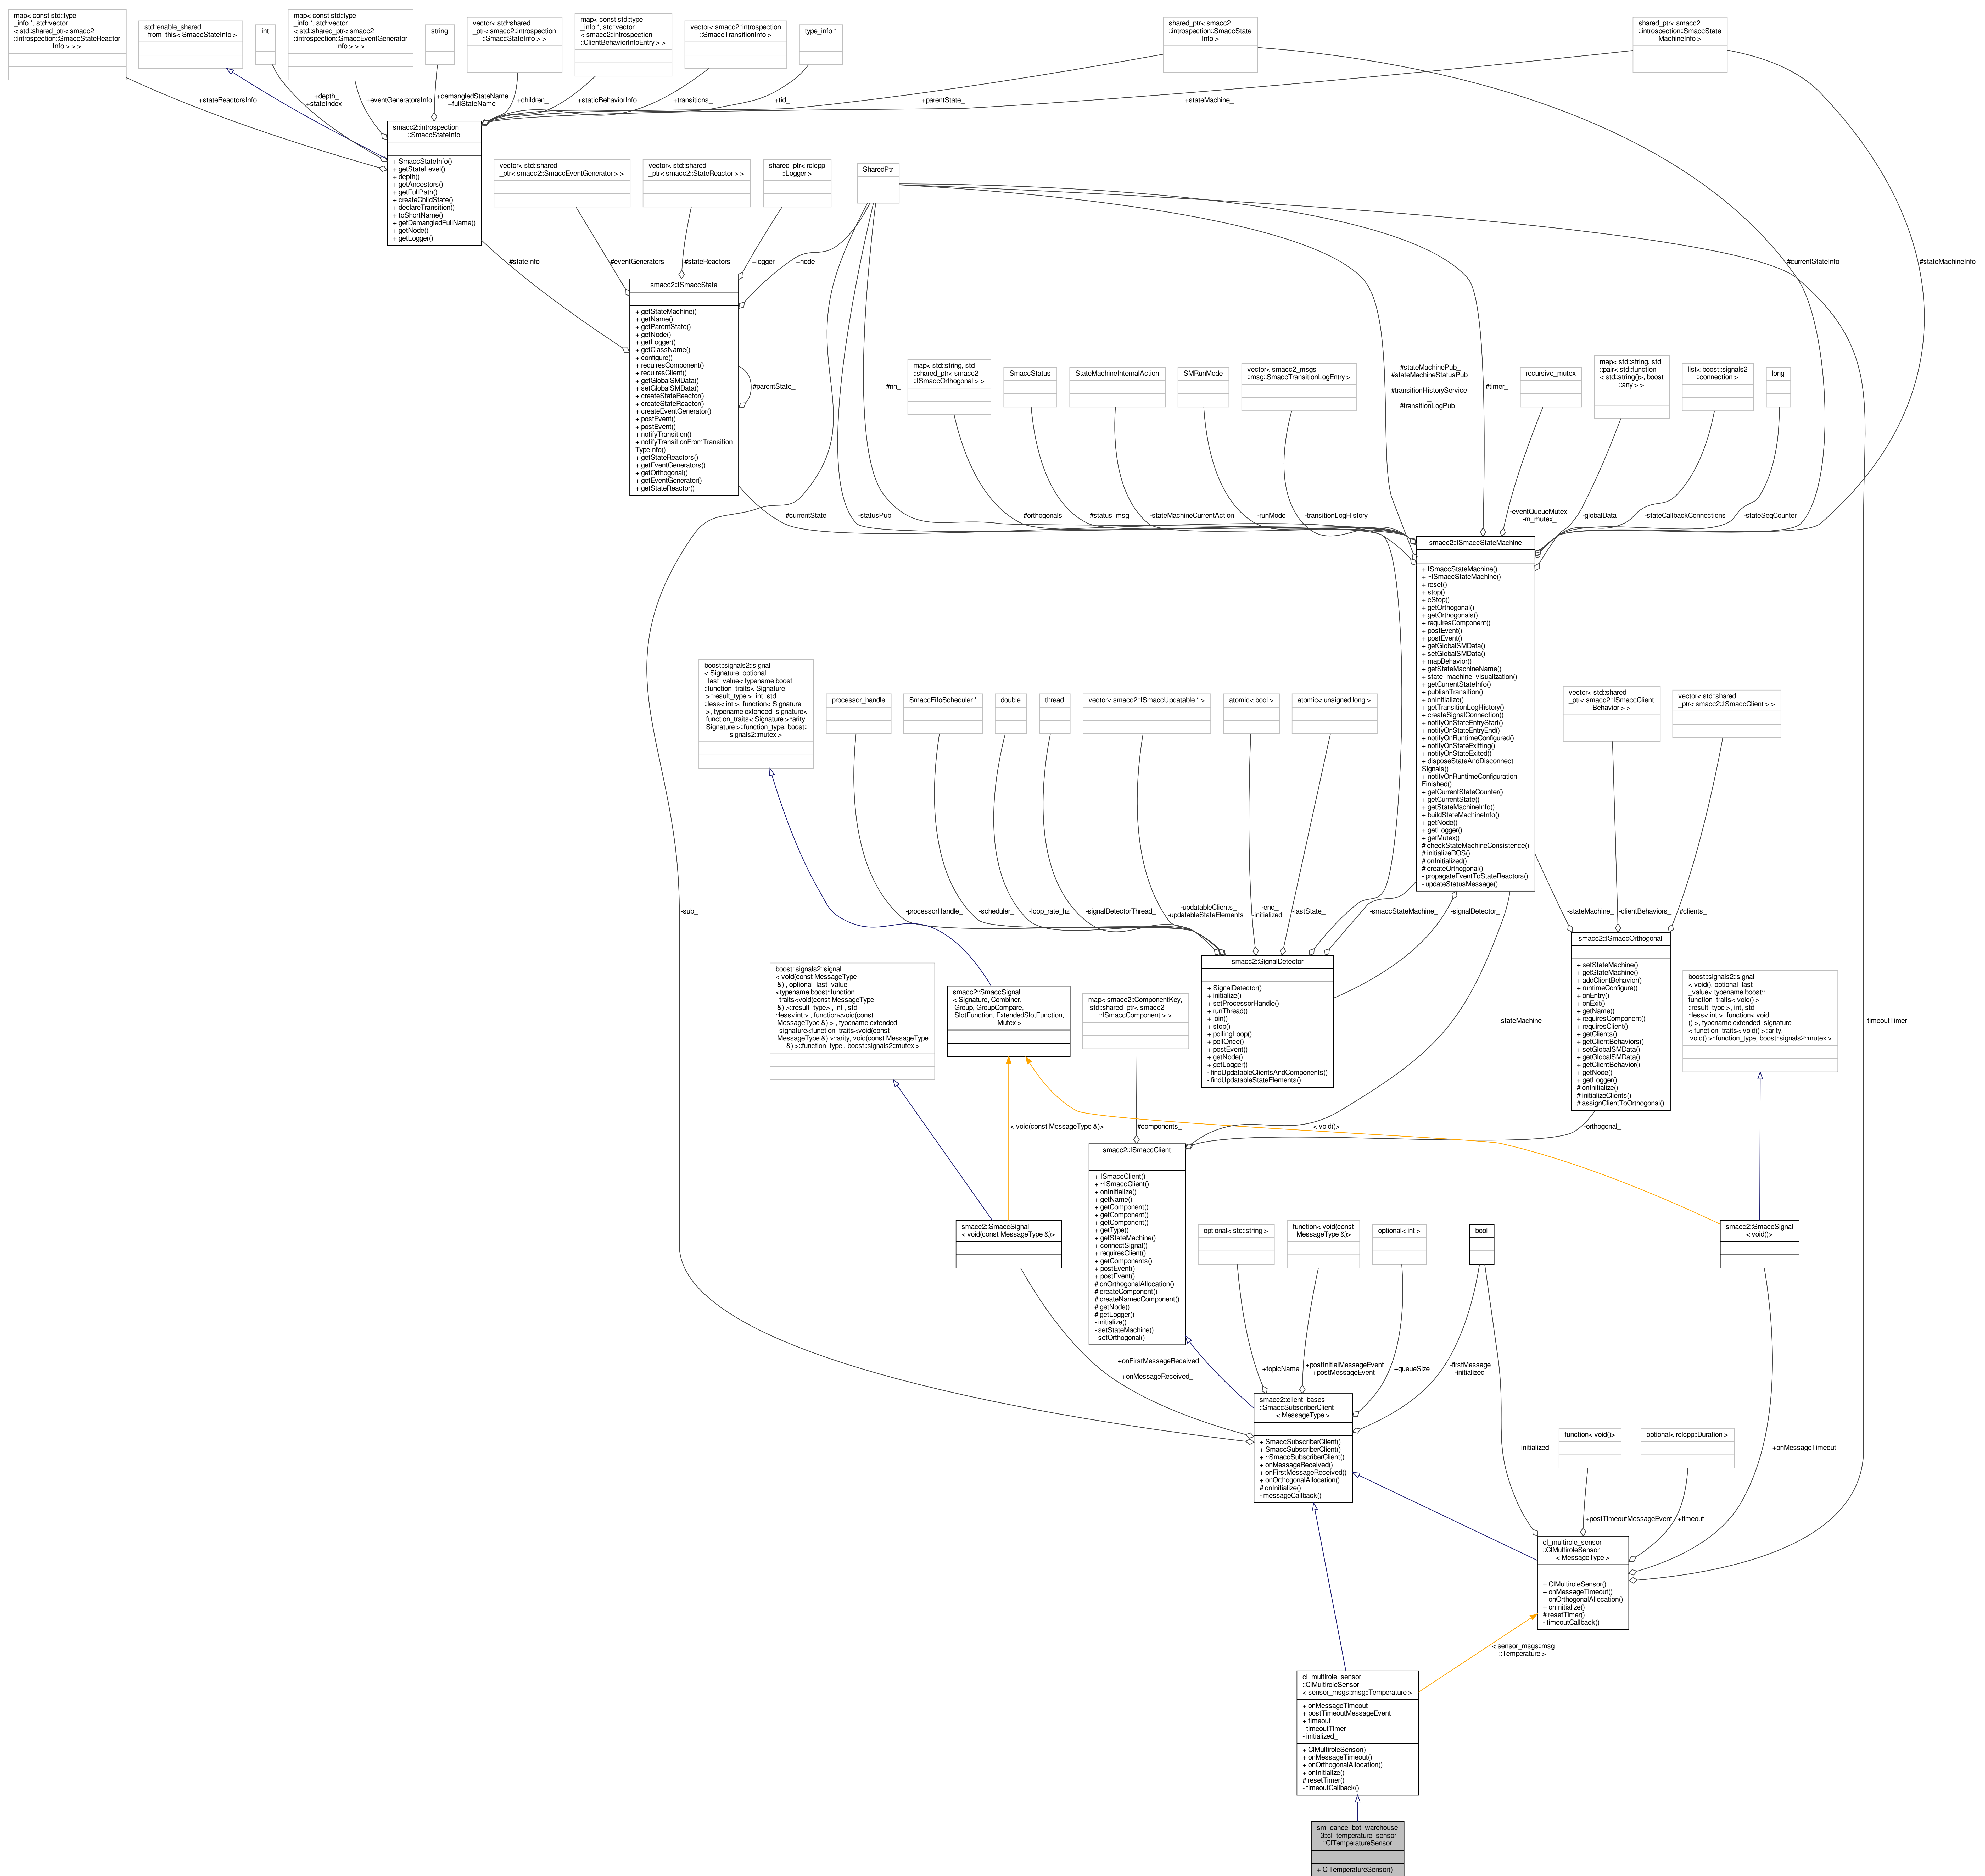 map< const std::type
_info *, std::vector
< std::shared_ptr< smacc2
::introspection::SmaccStateReactor
Info > > >
std::enable_shared
_from_this< SmaccStateInfo >
int
map< const std::type
_info *, std::vector
< std::shared_ptr< smacc2
::introspection::SmaccEventGenerator
Info > > >
string
vector< std::shared
_ptr< smacc2::introspection
::SmaccStateInfo > >
map< const std::type
_info *, std::vector
< smacc2::introspection
::ClientBehaviorInfoEntry > >
vector< smacc2::introspection
::SmaccTransitionInfo >
type_info *
shared_ptr< smacc2
::introspection::SmaccState
Info >
shared_ptr< smacc2
::introspection::SmaccState
MachineInfo >
+stateReactorsInfo
+depth_
+stateIndex_
+eventGeneratorsInfo
+demangledStateName
+fullStateName
+children_
+staticBehaviorInfo
+transitions_
+tid_
+parentState_
+stateMachine_
smacc2::introspection
::SmaccStateInfo
+ SmaccStateInfo()
+ getStateLevel()
+ depth()
+ getAncestors()
+ getFullPath()
+ createChildState()
+ declareTransition()
+ toShortName()
+ getDemangledFullName()
+ getNode()
+ getLogger()
vector< std::shared
_ptr< smacc2::SmaccEventGenerator > >
vector< std::shared
_ptr< smacc2::StateReactor > >
shared_ptr< rclcpp
::Logger >
SharedPtr
#stateInfo_
#eventGenerators_
#stateReactors_
+logger_
+node_
#currentStateInfo_
#stateMachineInfo_
smacc2::ISmaccState
+ getStateMachine()
+ getName()
+ getParentState()
+ getNode()
+ getLogger()
+ getClassName()
+ configure()
+ requiresComponent()
+ requiresClient()
+ getGlobalSMData()
+ setGlobalSMData()
+ createStateReactor()
+ createStateReactor()
+ createEventGenerator()
+ postEvent()
+ postEvent()
+ notifyTransition()
+ notifyTransitionFromTransition
TypeInfo()
+ getStateReactors()
+ getEventGenerators()
+ getOrthogonal()
+ getEventGenerator()
+ getStateReactor()
#parentState_
#nh_
map< std::string, std
::shared_ptr< smacc2
::ISmaccOrthogonal > >
SmaccStatus
StateMachineInternalAction
SMRunMode
vector< smacc2_msgs
::msg::SmaccTransitionLogEntry >
#stateMachinePub_
#stateMachineStatusPub
_
#transitionHistoryService
_
#transitionLogPub_
#timer_
recursive_mutex
map< std::string, std
::pair< std::function
< std::string()>, boost
::any > >
list< boost::signals2
::connection >
long
#currentState_
-statusPub_
#orthogonals_
#status_msg_
-stateMachineCurrentAction
-runMode_
-transitionLogHistory_
-eventQueueMutex_
-m_mutex_
-globalData_
-stateCallbackConnections
-stateSeqCounter_
smacc2::ISmaccStateMachine
+ ISmaccStateMachine()
+ ~ISmaccStateMachine()
+ reset()
+ stop()
+ eStop()
+ getOrthogonal()
+ getOrthogonals()
+ requiresComponent()
+ postEvent()
+ postEvent()
+ getGlobalSMData()
+ setGlobalSMData()
+ mapBehavior()
+ getStateMachineName()
+ state_machine_visualization()
+ getCurrentStateInfo()
+ publishTransition()
+ onInitialize()
+ getTransitionLogHistory()
+ createSignalConnection()
+ notifyOnStateEntryStart()
+ notifyOnStateEntryEnd()
+ notifyOnRuntimeConfigured()
+ notifyOnStateExitting()
+ notifyOnStateExited()
+ disposeStateAndDisconnect
Signals()
+ notifyOnRuntimeConfiguration
Finished()
+ getCurrentStateCounter()
+ getCurrentState()
+ getStateMachineInfo()
+ buildStateMachineInfo()
+ getNode()
+ getLogger()
+ getMutex()
# checkStateMachineConsistence()
# initializeROS()
# onInitialized()
# createOrthogonal()
- propagateEventToStateReactors()
- updateStatusMessage()
boost::signals2::signal
< Signature, optional
_last_value< typename boost
::function_traits< Signature
>::result_type >, int, std
::less< int >, function< Signature
>, typename extended_signature<
function_traits< Signature >::arity,
Signature >::function_type, boost::
signals2::mutex >
processor_handle
SmaccFifoScheduler *
double
thread
vector< smacc2::ISmaccUpdatable * >
atomic< bool >
atomic< unsigned long >
vector< std::shared
_ptr< smacc2::ISmaccClient
Behavior > >
vector< std::shared
_ptr< smacc2::ISmaccClient > >
-sub_
-processorHandle_
-scheduler_
-loop_rate_hz
-signalDetectorThread_
-updatableClients_
-updatableStateElements_
-end_
-initialized_
-lastState_
-smaccStateMachine_
-signalDetector_
-stateMachine_
-clientBehaviors_
#clients_
-timeoutTimer_
smacc2::SignalDetector
+ SignalDetector()
+ initialize()
+ setProcessorHandle()
+ runThread()
+ join()
+ stop()
+ pollingLoop()
+ pollOnce()
+ postEvent()
+ getNode()
+ getLogger()
- findUpdatableClientsAndComponents()
- findUpdatableStateElements()
smacc2::ISmaccOrthogonal
+ setStateMachine()
+ getStateMachine()
+ addClientBehavior()
+ runtimeConfigure()
+ onEntry()
+ onExit()
+ getName()
+ requiresComponent()
+ requiresClient()
+ getClients()
+ getClientBehaviors()
+ setGlobalSMData()
+ getGlobalSMData()
+ getClientBehavior()
+ getNode()
+ getLogger()
# onInitialize()
# initializeClients()
# assignClientToOrthogonal()
boost::signals2::signal
< void(const MessageType
&) , optional_last_value
<typename boost::function
_traits<void(const MessageType
&) >::result_type> , int , std
::less<int > , function<void(const
MessageType &) > , typename extended
_signature<function_traits<void(const
MessageType &) >::arity, void(const MessageType
&) >::function_type , boost::signals2::mutex >
smacc2::SmaccSignal
< Signature, Combiner,
Group, GroupCompare,
SlotFunction, ExtendedSlotFunction,
Mutex >
map< smacc2::ComponentKey,
std::shared_ptr< smacc2
::ISmaccComponent > >
boost::signals2::signal
< void(), optional_last
_value< typename boost::
function_traits< void() >
::result_type >, int, std
::less< int >, function< void
() >, typename extended_signature
< function_traits< void() >::arity,
void() >::function_type, boost::signals2::mutex >
-stateMachine_
< void(const MessageType &)>
#components_
< void()>
-orthogonal_
smacc2::ISmaccClient
+ ISmaccClient()
+ ~ISmaccClient()
+ onInitialize()
+ getName()
+ getComponent()
+ getComponent()
+ getComponent()
+ getType()
+ getStateMachine()
+ connectSignal()
+ requiresClient()
+ getComponents()
+ postEvent()
+ postEvent()
# onOrthogonalAllocation()
# createComponent()
# createNamedComponent()
# getNode()
# getLogger()
- initialize()
- setStateMachine()
- setOrthogonal()
smacc2::SmaccSignal
< void(const MessageType &)>
optional< std::string >
function< void(const
MessageType &)>
optional< int >
bool
smacc2::SmaccSignal
< void()>
+onFirstMessageReceived
_
+onMessageReceived_
+topicName
+postInitialMessageEvent
+postMessageEvent
+queueSize
-firstMessage_
-initialized_
smacc2::client_bases
::SmaccSubscriberClient
< MessageType >
+ SmaccSubscriberClient()
+ SmaccSubscriberClient()
+ ~SmaccSubscriberClient()
+ onMessageReceived()
+ onFirstMessageReceived()
+ onOrthogonalAllocation()
# onInitialize()
- messageCallback()
function< void()>
optional< rclcpp::Duration >
-initialized_
+onMessageTimeout_
+postTimeoutMessageEvent
+timeout_
cl_multirole_sensor
::ClMultiroleSensor
< MessageType >
+ ClMultiroleSensor()
+ onMessageTimeout()
+ onOrthogonalAllocation()
+ onInitialize()
# resetTimer()
- timeoutCallback()
< sensor_msgs::msg
::Temperature >
cl_multirole_sensor
::ClMultiroleSensor
< sensor_msgs::msg::Temperature >
+ onMessageTimeout_
+ postTimeoutMessageEvent
+ timeout_
- timeoutTimer_
- initialized_
+ ClMultiroleSensor()
+ onMessageTimeout()
+ onOrthogonalAllocation()
+ onInitialize()
# resetTimer()
- timeoutCallback()
sm_dance_bot_warehouse
_3::cl_temperature_sensor
::ClTemperatureSensor
+ ClTemperatureSensor()